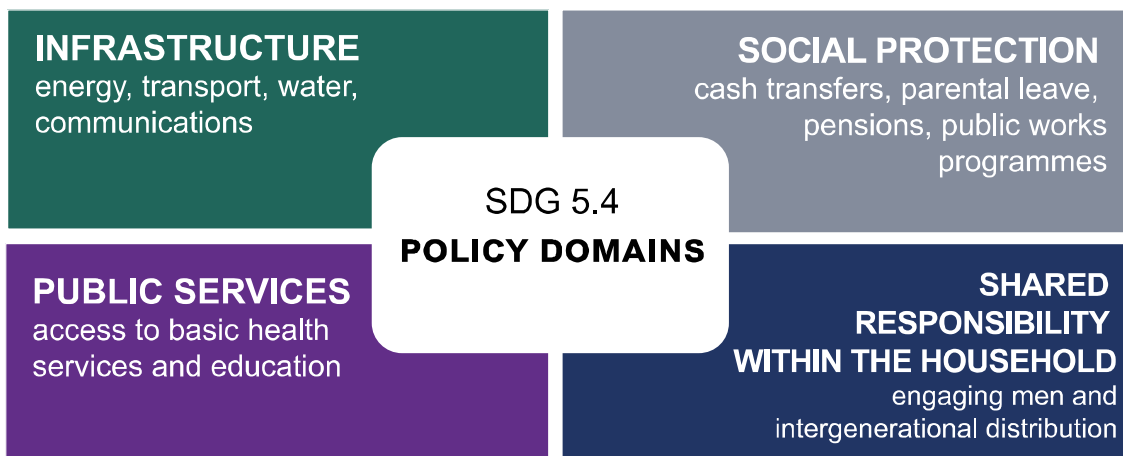 INFRASTRUCTURE
energy, transport, water,
communications
SOCIAL PROTECTION
cash transfers, parental leave,
pensions, public works
programmes
SDG 5.4
POLICY DOMAINS
PUBLIC SERVICES
access to basic health
services and education
SHARED
RESPONSIBILITY
WITHIN THE HOUSEHOLD
engaging men and
intergenerational distribution